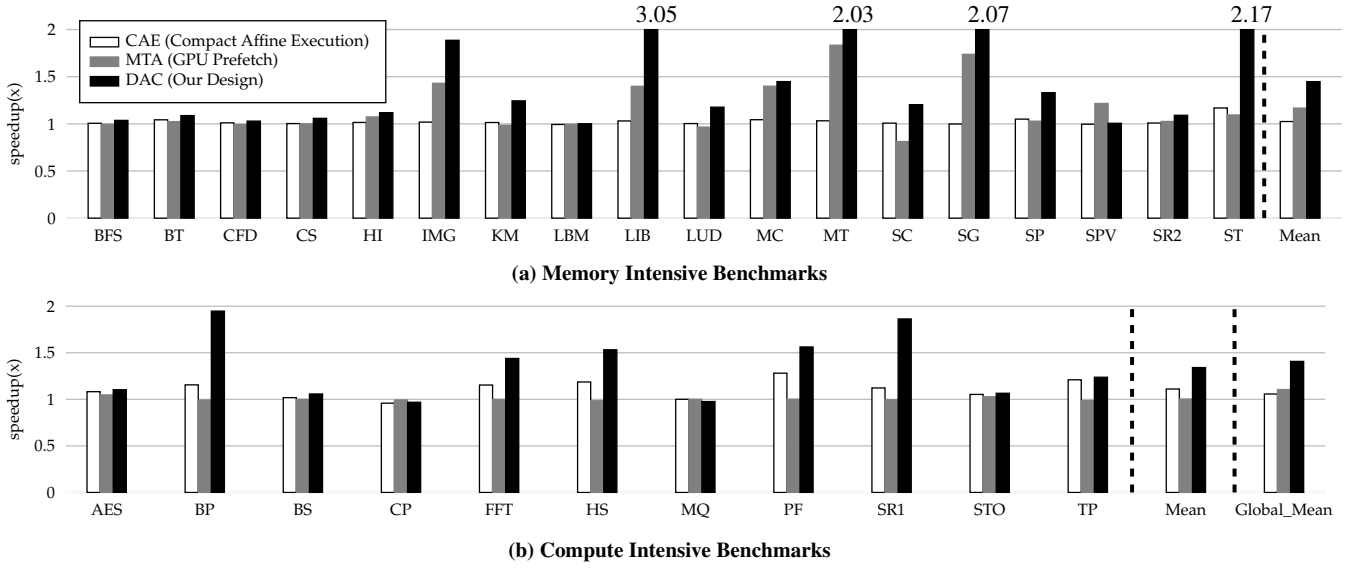 3.05 2.03 2.07 2.17
2
CAE (Compact Affine Execution)
MTA (GPU Prefetch)
DAC (Our Design)
1.5
1
0.5
0
speedup(x)
BFS BT CFD CS HI IMG KM LBM LIB LUD MC MT SC SG SP SPV SR2 ST Mean
(a) Memory Intensive Benchmarks
2
1.5
1
0.5
0
speedup(x)
AES BP BS CP FFT HS MQ PF SR1 STO TP Mean Global_Mean
(b) Compute Intensive Benchmarks